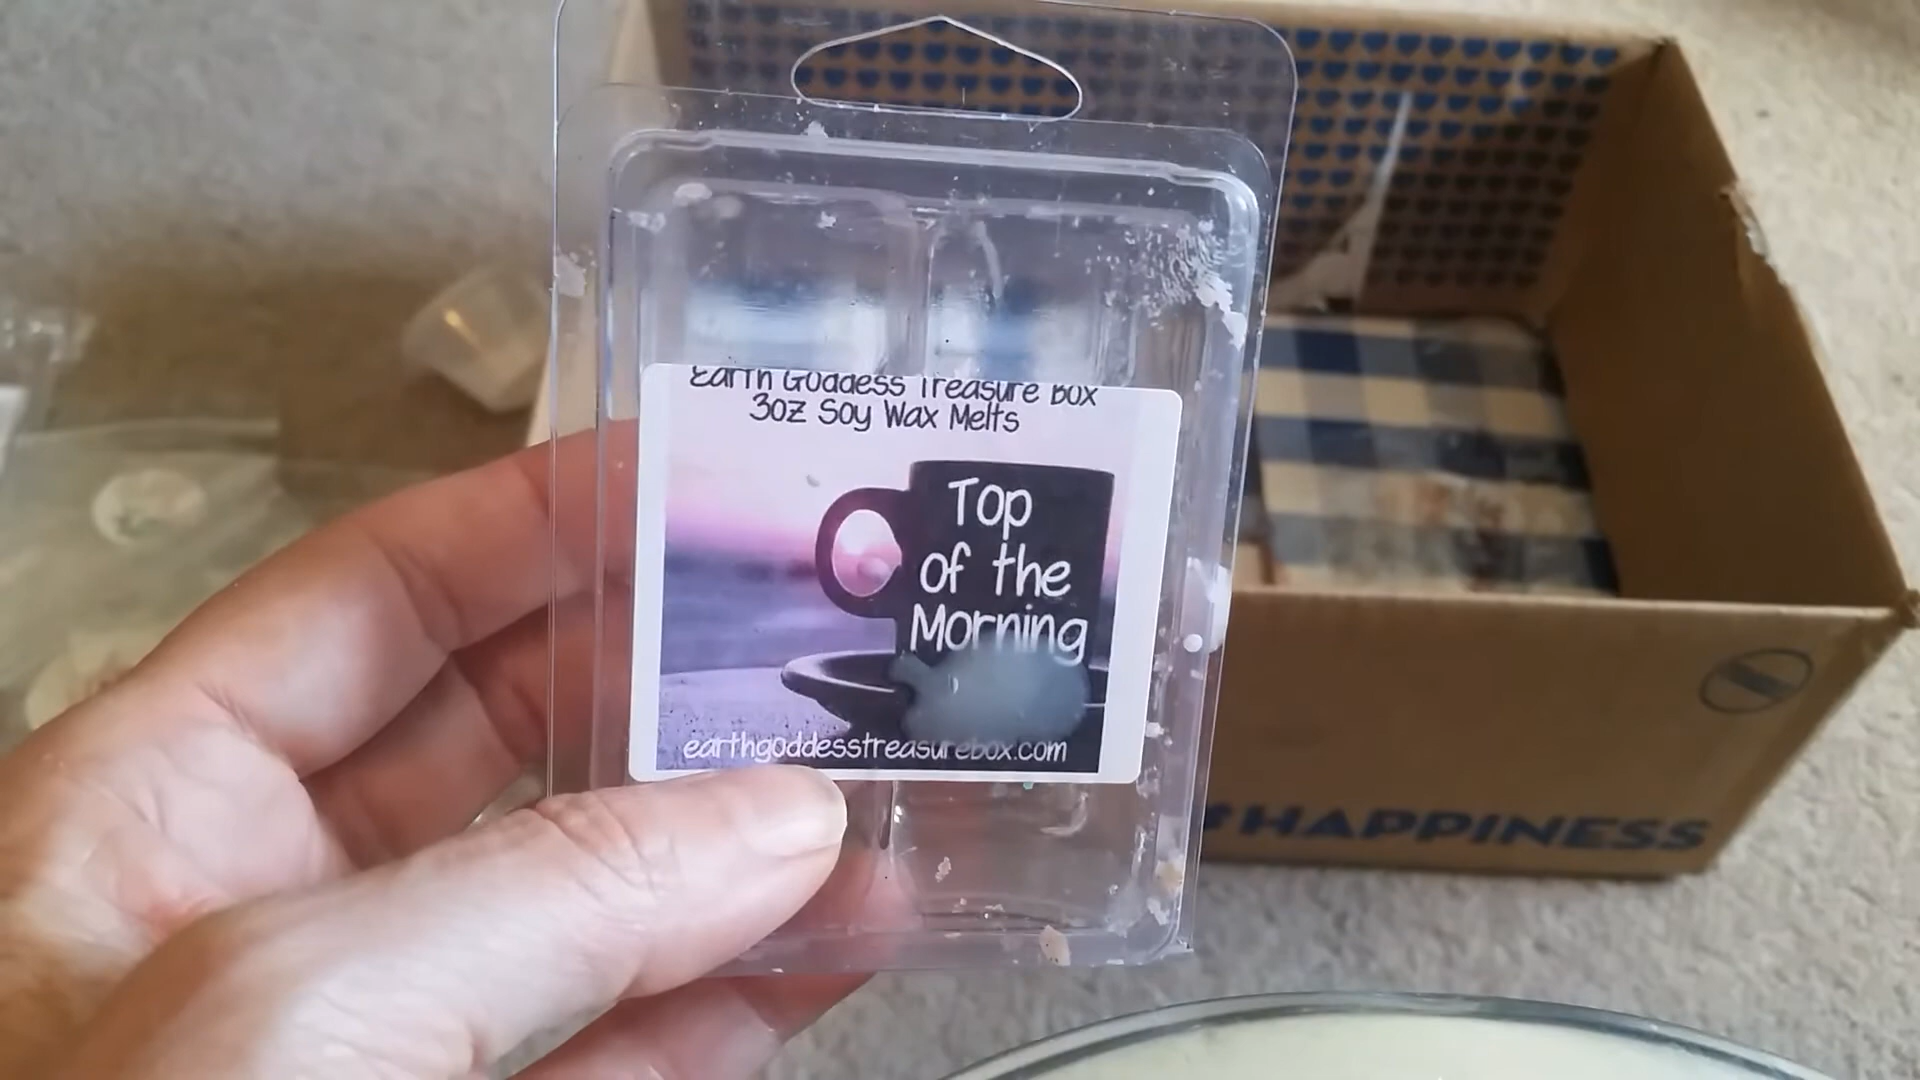 Earth Goddess Treasure Box
3oz Soy Wax Melts
Top
of the
Morning
earthgoddesstreasurebox.com
#HAPPINESS